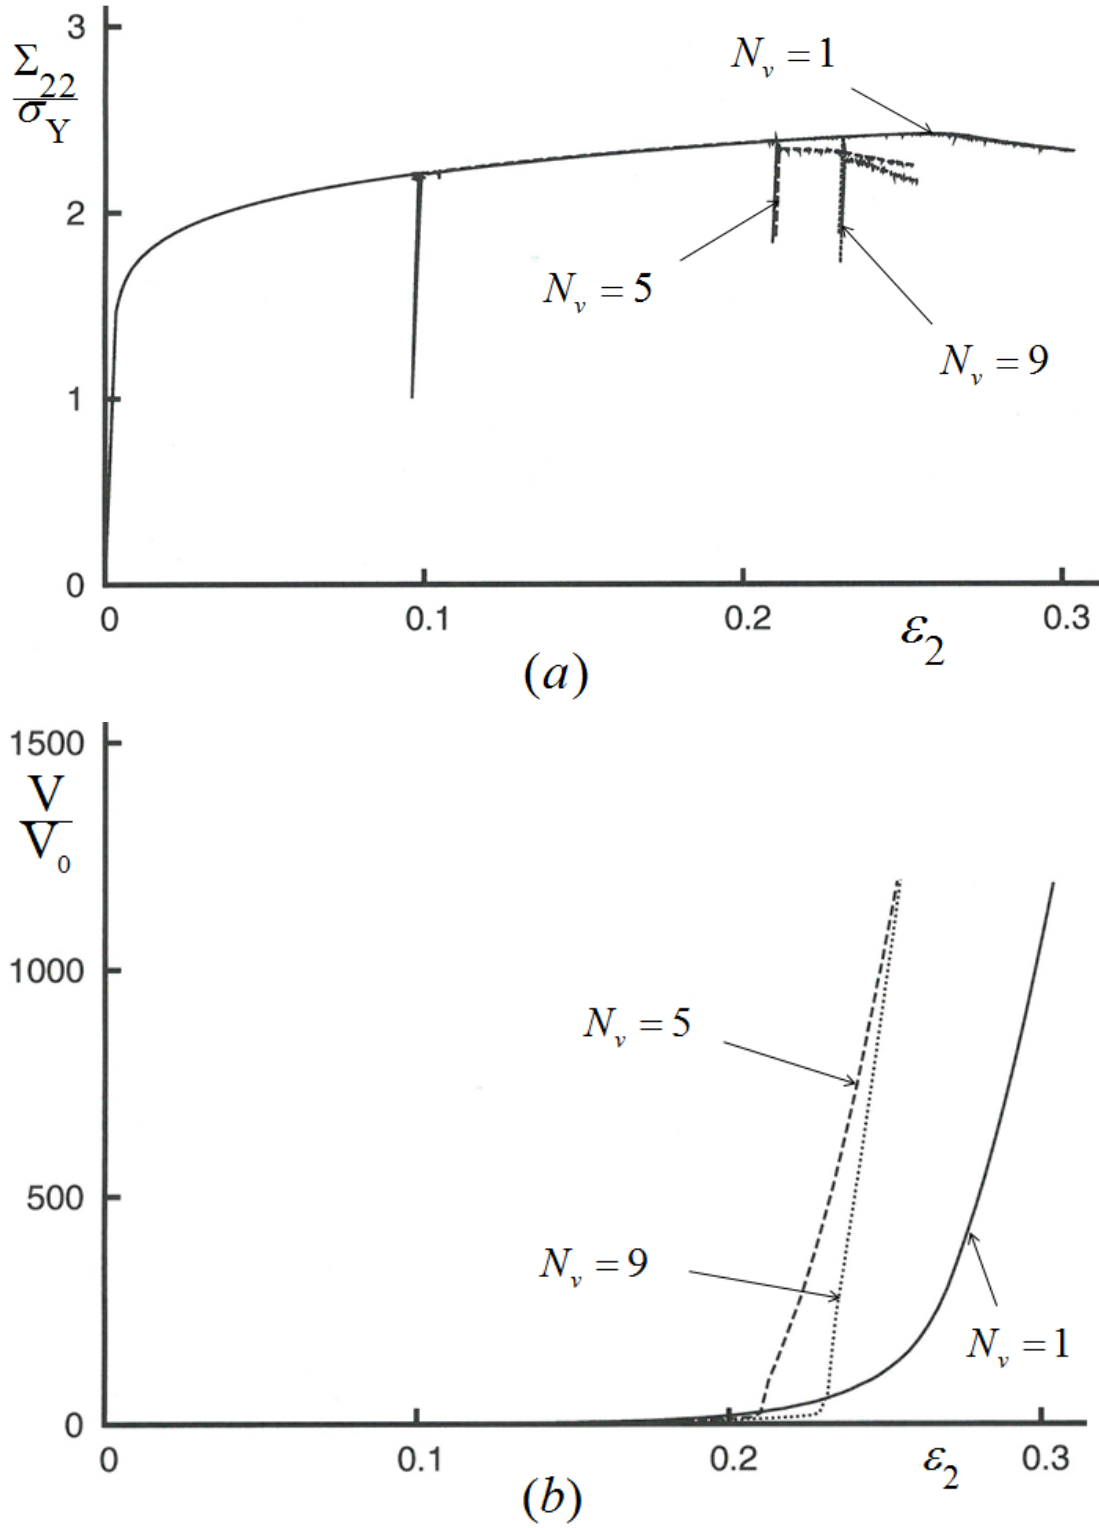 3
Σ22/σY
Nv = 1
2
Nv = 5
Nv = 9
1
0
0 0.1 0.2 ε2 0.3
(a)
1500
V/V0
1000
Nv = 5
500
Nv = 9
Nv = 1
0
0 0.1 0.2 ε2 0.3
(b)